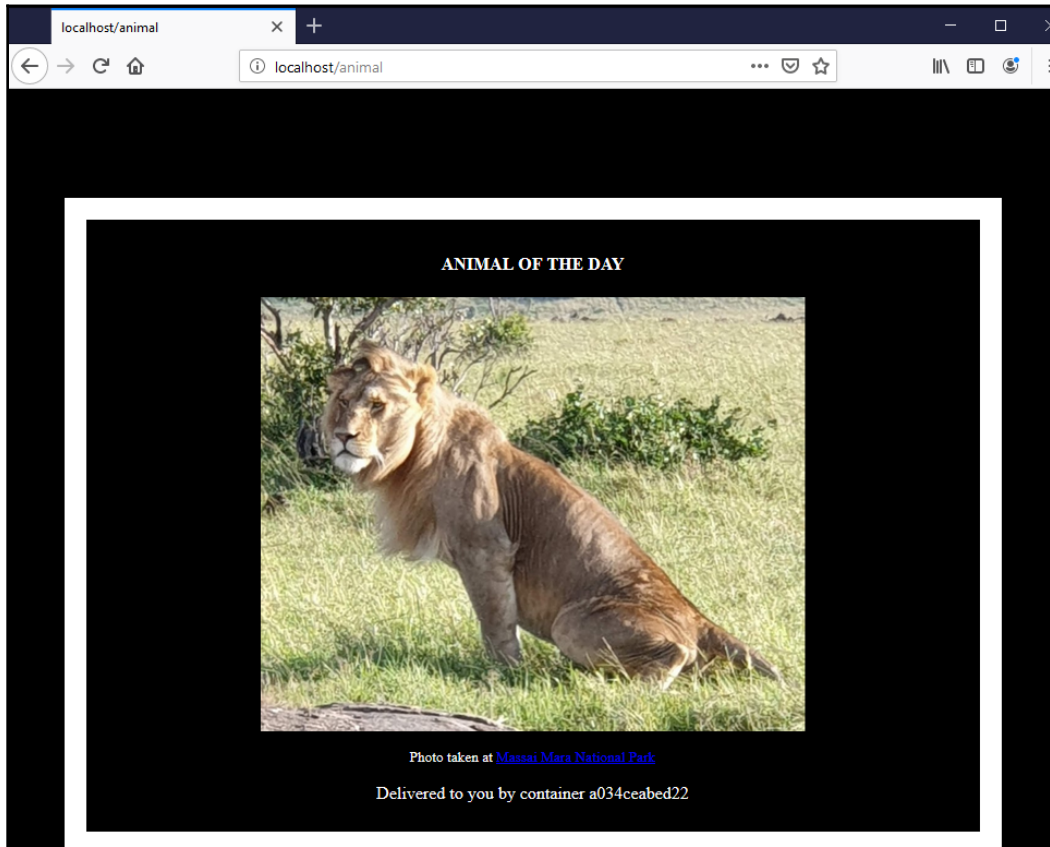 localhost/animal
localhost/animal
ANIMAL OF THE DAY
Photo taken at Massai Mara National Park
Delivered to you by container a034ceabed22